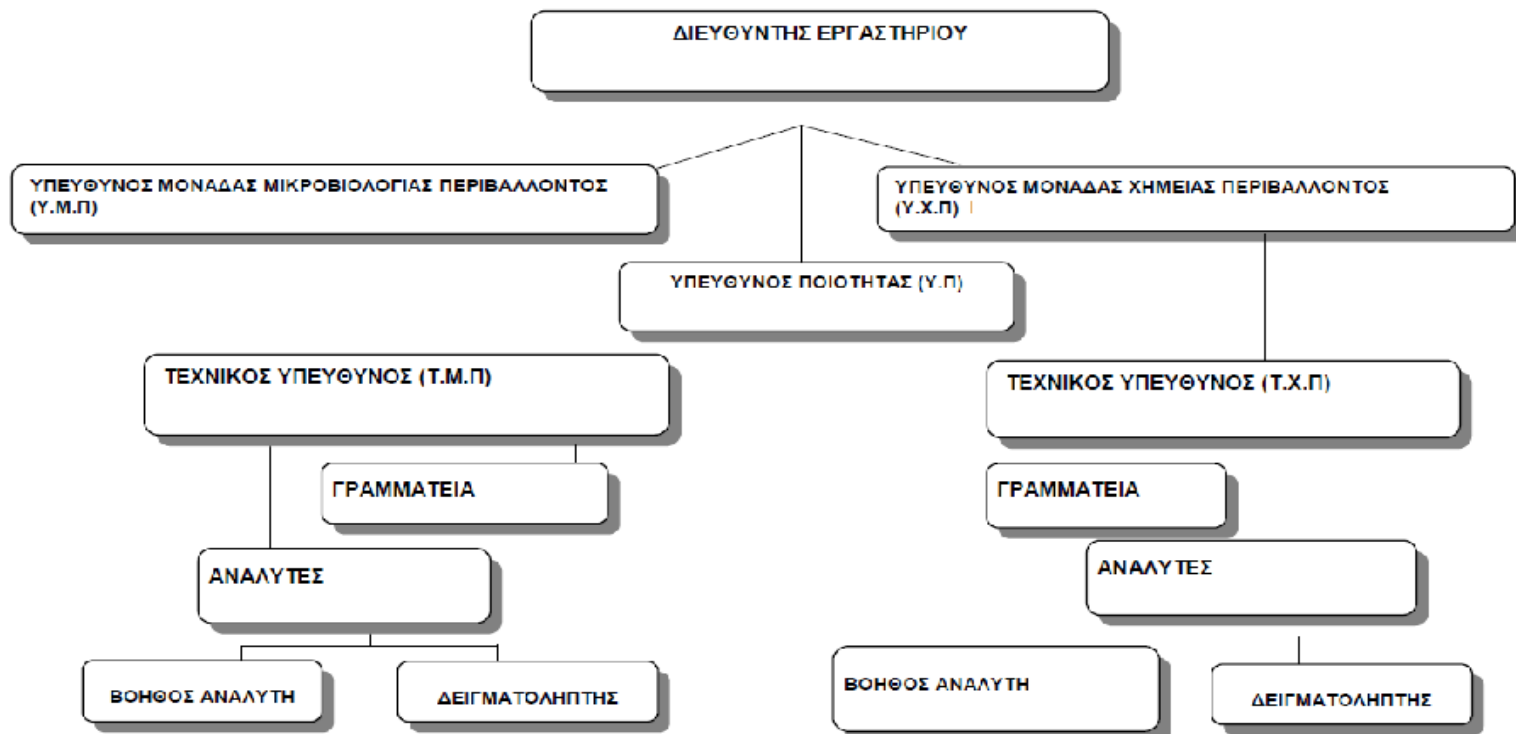 ΔΙΕΥΘΥΝΤΗΣ ΕΡΓΑΣΤΗΡΙΟΥ
ΥΠΕΥΘΥΝΟΣ ΜΟΝΑΔΑΣ ΜΙΚΡΟΒΙΟΛΟΓΙΑΣ ΠΕΡΙΒΑΛΛΟΝΤΟΣ
(Υ.Μ.Π)
ΥΠΕΥΘΥΝΟΣ ΜΟΝΑΔΑΣ ΧΗΜΕΙΑΣ ΠΕΡΙΒΑΛΛΟΝΤΟΣ
(Υ.Χ.Π)
ΥΠΕΥΘΥΝΟΣ ΠΟΙΟΤΗΤΑΣ (Υ.Π)
ΤΕΧΝΙΚΟΣ ΥΠΕΥΘΥΝΟΣ (Τ.Μ.Π)
ΤΕΧΝΙΚΟΣ ΥΠΕΥΘΥΝΟΣ (Τ.Χ.Π)
ΓΡΑΜΜΑΤΕΙΑ
ΓΡΑΜΜΑΤΕΙΑ
ΑΝΑΛΥΤΕΣ
ΑΝΑΛΥΤΕΣ
ΒΟΗΘΟΣ ΑΝΑΛΥΤΗ
ΔΕΙΓΜΑΤΟΛΗΠΤΗΣ
ΒΟΗΘΟΣ ΑΝΑΛΥΤΗ
ΔΕΙΓΜΑΤΟΛΗΠΤΗΣ